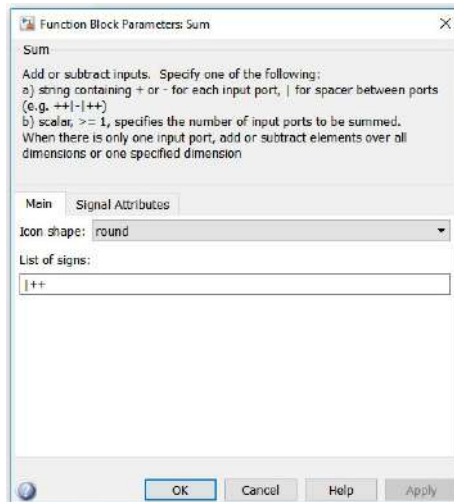 Function Block Parameters: Sum
Sum
Add or subtract inputs. Specify one of the following:
a) string containing + or - for each input port, | for spacer between ports
(e.g. ++|-|++)
b) scalar, >= 1, specifies the number of input ports to be summed.
When there is only one input port, add or subtract elements over all
dimensions or one specified dimension
Main Signal Attributes
Icon shape: round
List of signs:
|++
OK Cancel Help Apply